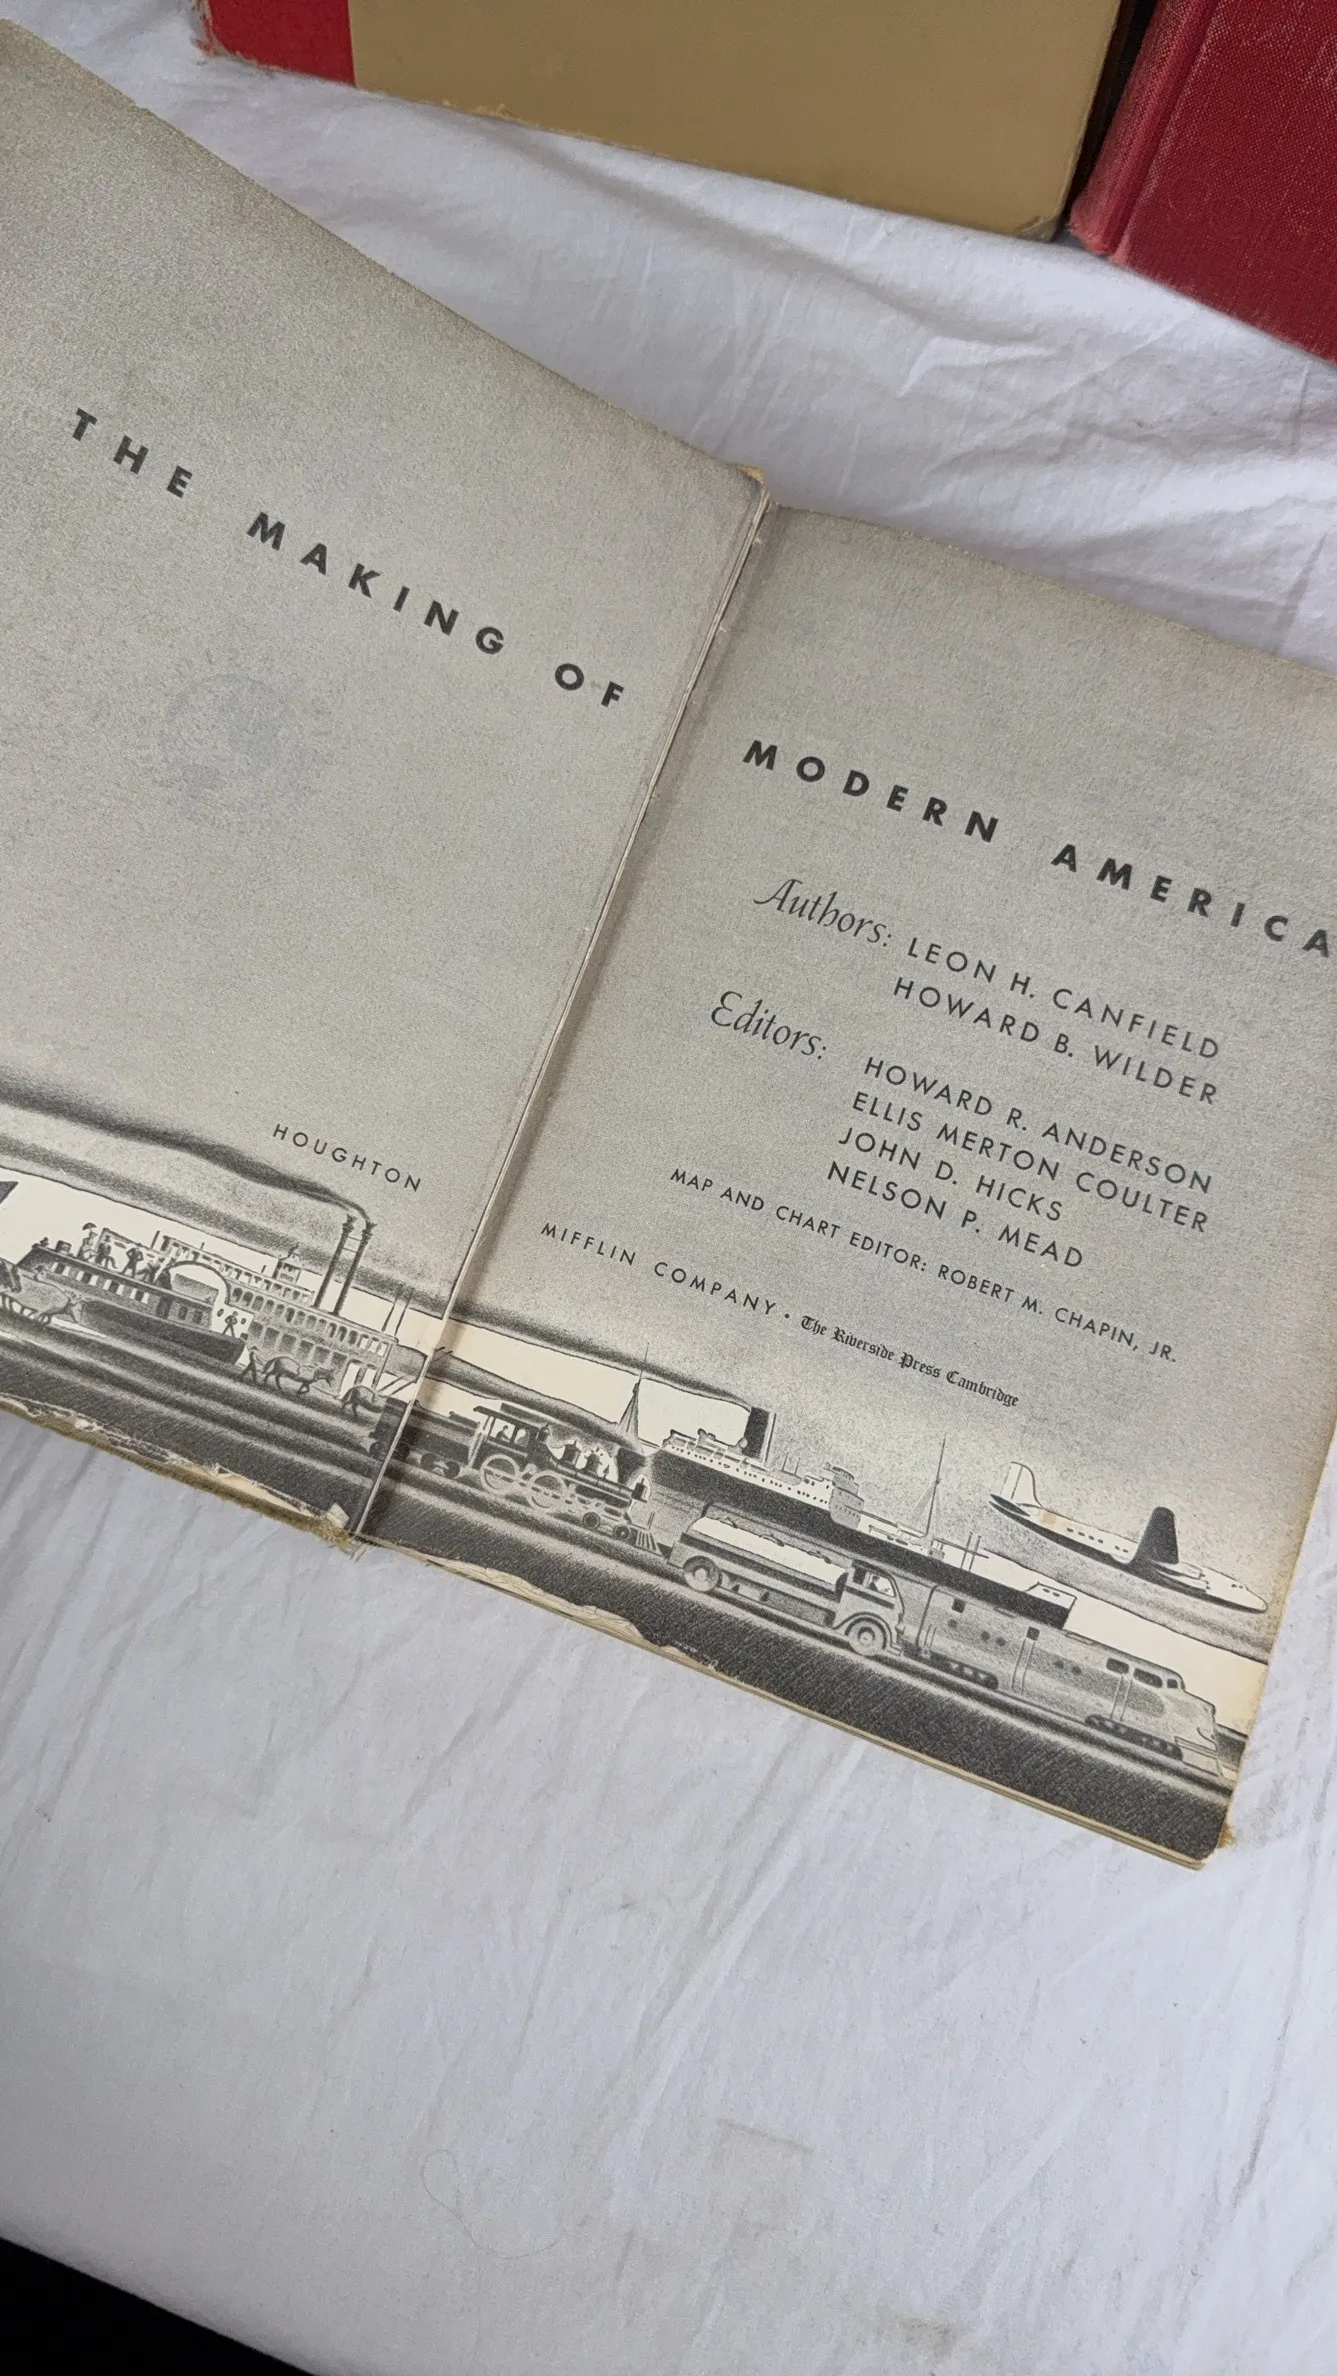 THE MAKING OF
MODERN AMERICA
Authors: LEON H. CANFIELD
HOWARD B. WILDER
Editors: HOWARD R. ANDERSON
ELLIS MERTON COULTER
JOHN D. HICKS
NELSON P. MEAD
MAP AND CHART EDITOR: ROBERT M. CHAPIN, JR.
HOUGHTON
MIFFLIN COMPANY • The Riverside Press Cambridge